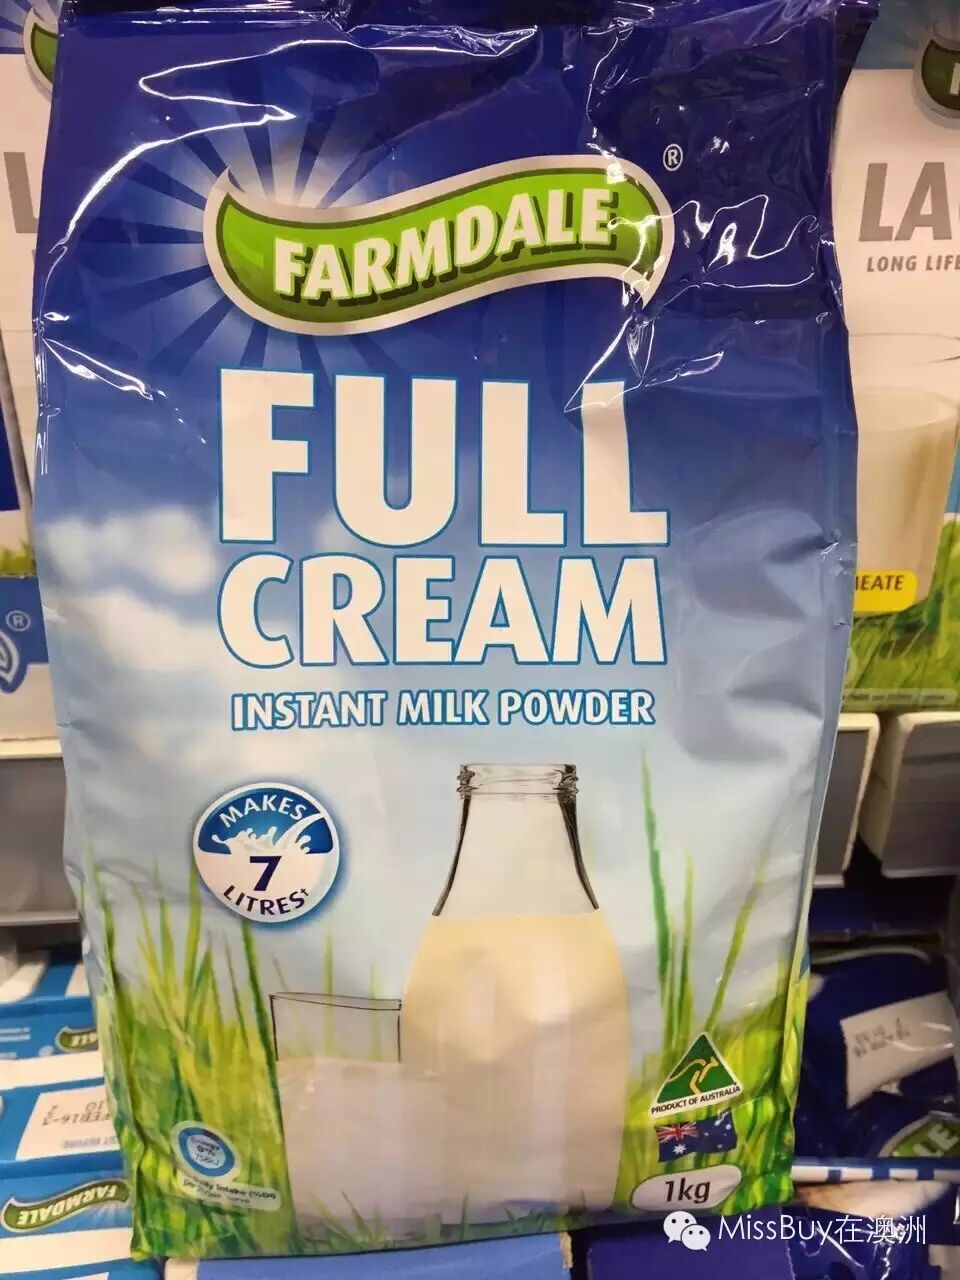 FARMDALE
®
FULL
CREAM
INSTANT MILK POWDER
MAKES
7
LITRES†
PRODUCT OF AUSTRALIA
1kg
LA
LONG LIFE
EATE
®
FARMDALE
MissBuy在澳洲